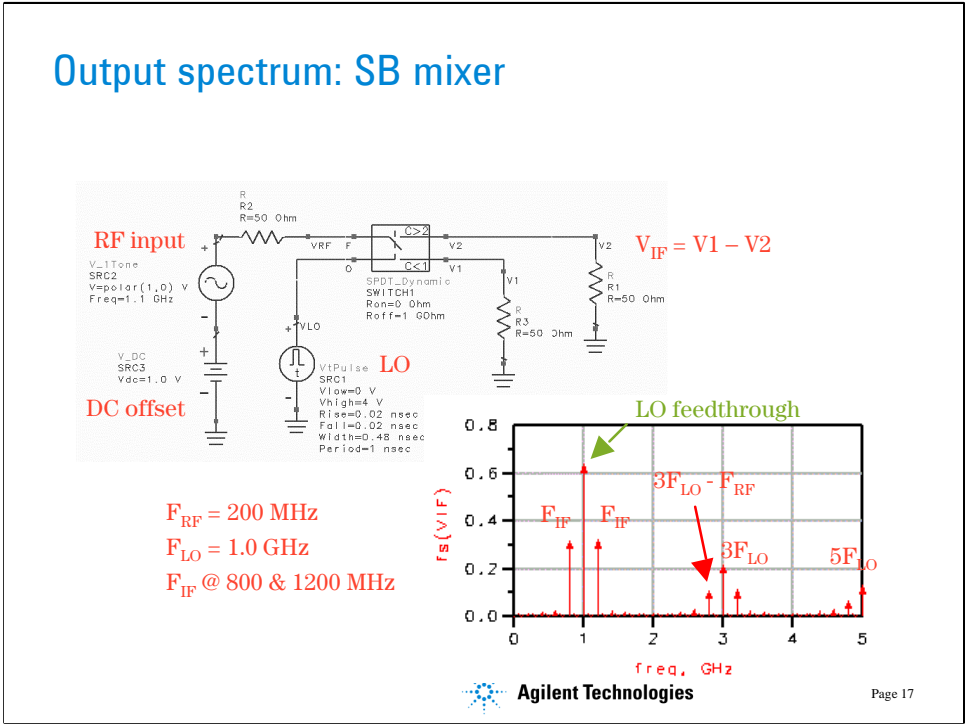 Output spectrum: SB mixer
R
R2
R=50 Ohm
RF input
+
VRF
F
C>2
V2
V2
V_IF = V1 – V2
V_1Tone
SRC2
V=polar(1,0) V
Freq=1.1 GHz
-
O
C<1
V1
SPDT_Dynamic
SWITCH1
Ron=0 Ohm
Roff=1 GOhm
V1
R
R1
R=50 Ohm
R
R3
R=50 Ohm
+
VLO
V_DC
SRC3
Vdc=1.0 V
+
-
DC offset
t
-
VtPulse
LO
SRC1
Vlow=0 V
Vhigh=4 V
Rise=0.02 nsec
Fall=0.02 nsec
Width=0.48 nsec
Period=1 nsec
LO feedthrough
F_RF = 200 MHz
F_LO = 1.0 GHz
F_IF @ 800 & 1200 MHz
fs(VIF)
0.8
0.6
0.4
0.2
0.0
3F_LO - F_RF
F_IF
F_IF
3F_LO
5F_LO
0
1
2
3
4
5
freq, GHz
Agilent Technologies
Page 17